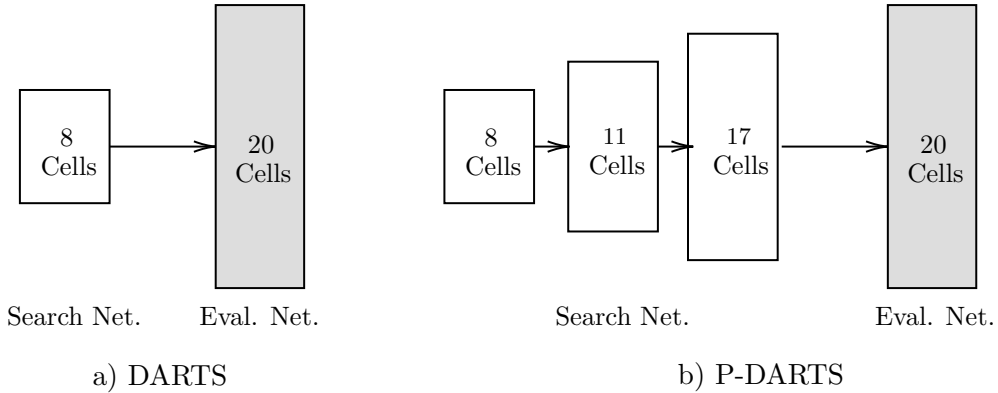 8
Cells
20
Cells
Search Net.
Eval. Net.
a) DARTS
8
Cells
11
Cells
17
Cells
20
Cells
Search Net.
Eval. Net.
b) P-DARTS